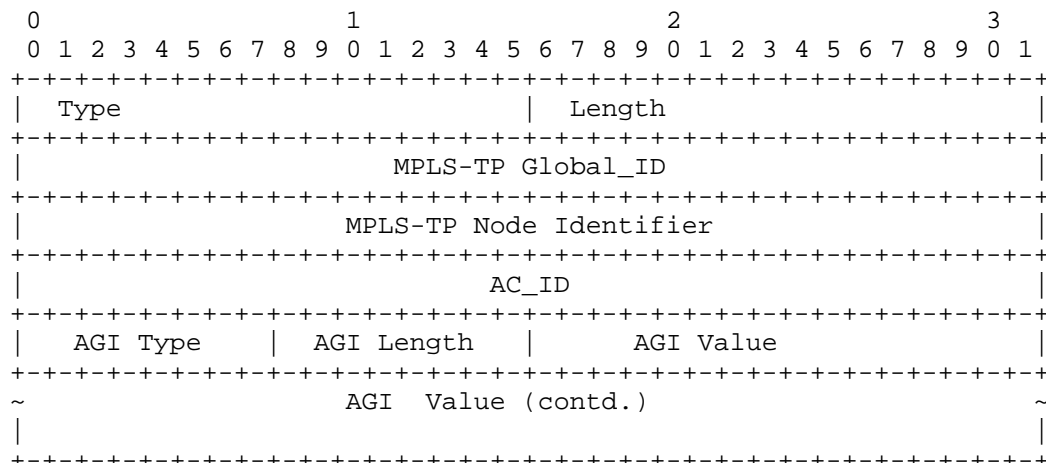 0                   1                   2                   3
 0 1 2 3 4 5 6 7 8 9 0 1 2 3 4 5 6 7 8 9 0 1 2 3 4 5 6 7 8 9 0 1
+-+-+-+-+-+-+-+-+-+-+-+-+-+-+-+-+-+-+-+-+-+-+-+-+-+-+-+-+-+-+-+-+
|  Type                         |  Length                       |
+-+-+-+-+-+-+-+-+-+-+-+-+-+-+-+-+-+-+-+-+-+-+-+-+-+-+-+-+-+-+-+-+
|                       MPLS-TP Global_ID                       |
+-+-+-+-+-+-+-+-+-+-+-+-+-+-+-+-+-+-+-+-+-+-+-+-+-+-+-+-+-+-+-+-+
|                    MPLS-TP Node Identifier                    |
+-+-+-+-+-+-+-+-+-+-+-+-+-+-+-+-+-+-+-+-+-+-+-+-+-+-+-+-+-+-+-+-+
|                             AC_ID                             |
+-+-+-+-+-+-+-+-+-+-+-+-+-+-+-+-+-+-+-+-+-+-+-+-+-+-+-+-+-+-+-+-+
|   AGI Type    |  AGI Length   |      AGI Value                |
+-+-+-+-+-+-+-+-+-+-+-+-+-+-+-+-+-+-+-+-+-+-+-+-+-+-+-+-+-+-+-+-+
~                    AGI  Value (contd.)                        ~
|                                                               |
+-+-+-+-+-+-+-+-+-+-+-+-+-+-+-+-+-+-+-+-+-+-+-+-+-+-+-+-+-+-+-+-+